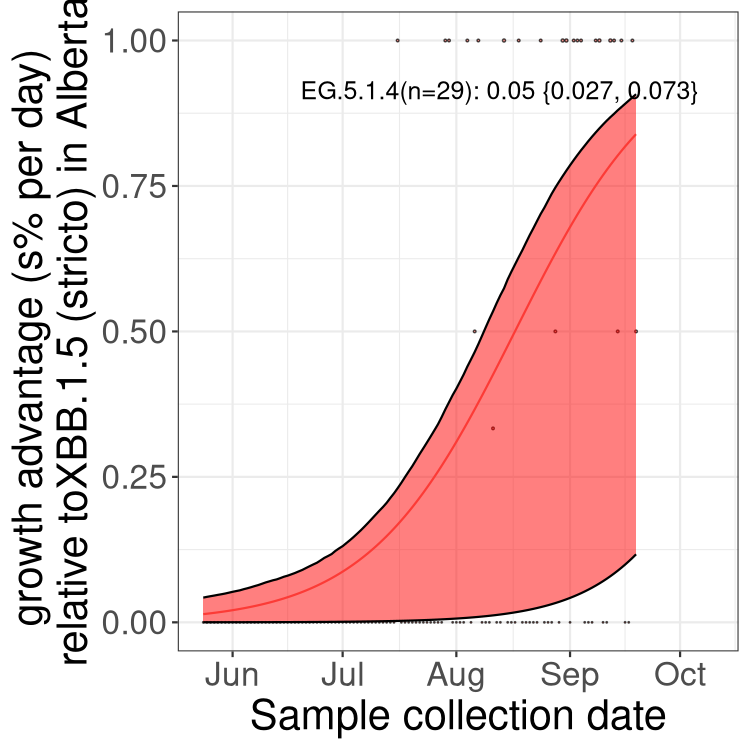 growth advantage (s% per day)
relative toXBB.1.5 (stricto) in Alberta
1.00
0.75
0.50
0.25
0.00
EG.5.1.4(n=29): 0.05 {0.027, 0.073}
Jun Jul Aug Sep Oct
Sample collection date